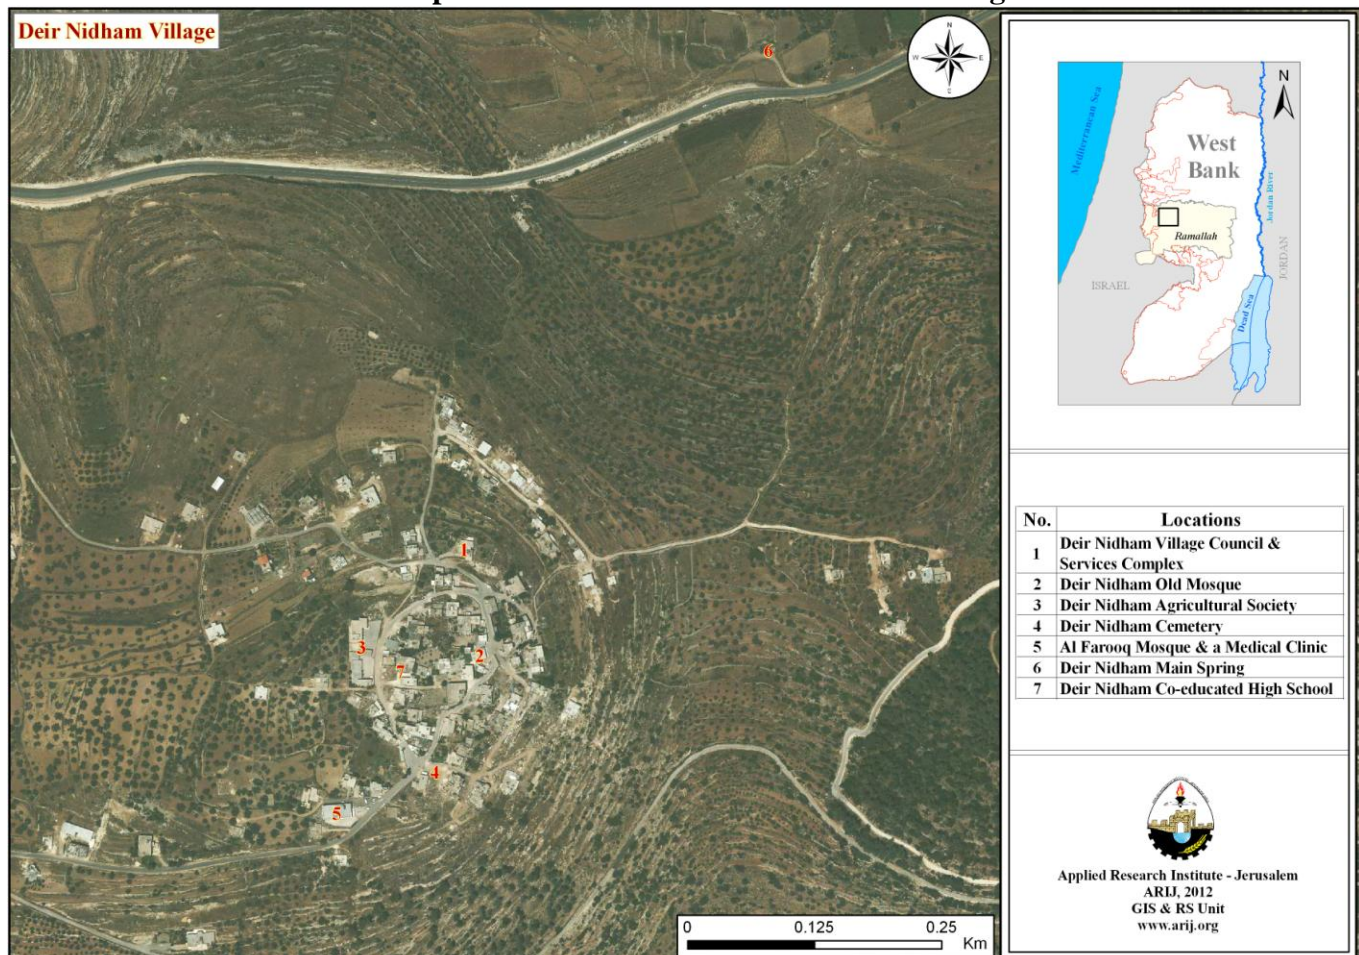 Deir Nidham Village
6
N
W
E
S
1
3
2
7
4
5
0 0.125 0.25
Km
N
Mediterranean Sea
West
Bank
Jordan River
Ramallah
JORDAN
ISRAEL
Dead Sea
No. Locations
1 Deir Nidham Village Council &
Services Complex
2 Deir Nidham Old Mosque
3 Deir Nidham Agricultural Society
4 Deir Nidham Cemetery
5 Al Farooq Mosque & a Medical Clinic
6 Deir Nidham Main Spring
7 Deir Nidham Co-educated High School
Applied Research Institute - Jerusalem
ARIJ, 2012
GIS & RS Unit
www.arij.org